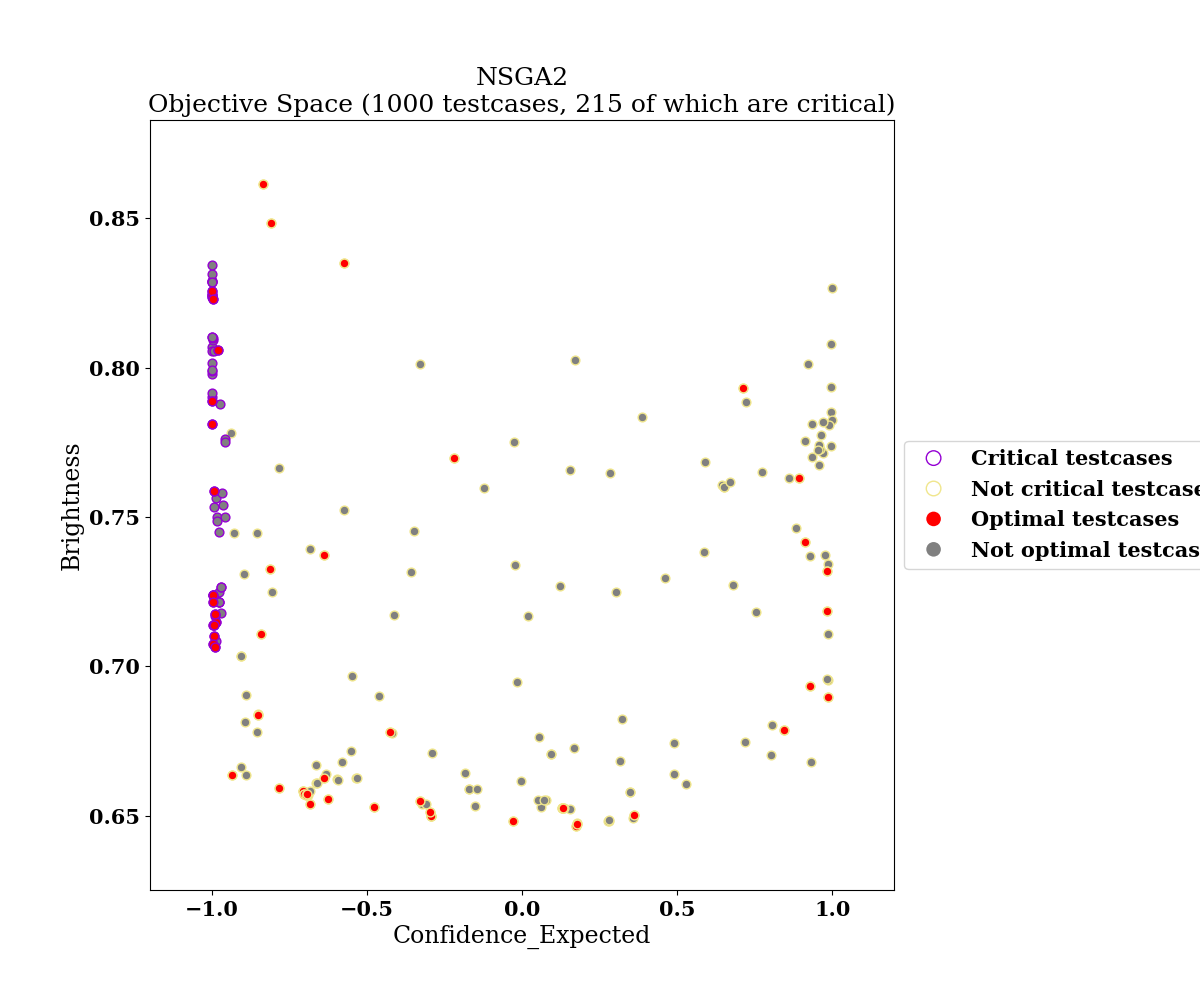 NSGA2
Objective Space (1000 testcases, 215 of which are critical)
0.85
0.80
0.75
0.70
0.65
Brightness
−1.0
−0.5
0.0
0.5
1.0
Confidence_Expected
Critical testcases
Not critical testcase
Optimal testcases
Not optimal testcas